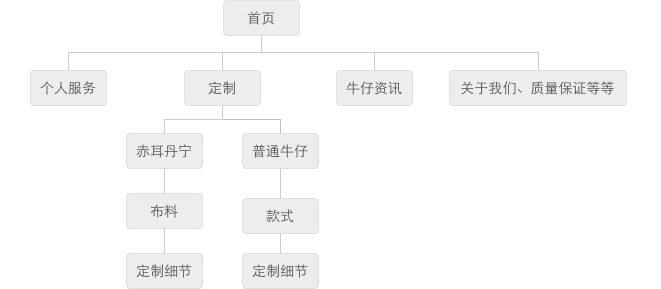 首页
个人服务
定制
牛仔资讯
关于我们、质量保证等等
赤耳丹宁
普通牛仔
布料
款式
定制细节
定制细节